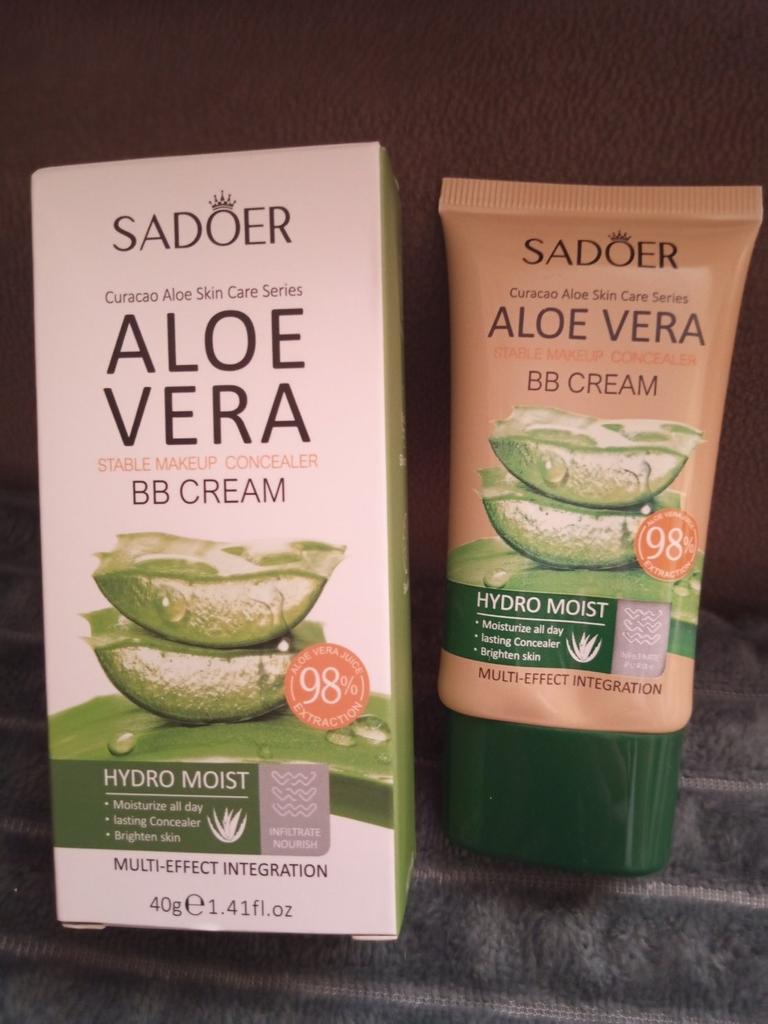 SADOER
Curacao Aloe Skin Care Series
ALOE
VERA
STABLE MAKEUP CONCEALER
BB CREAM
ALOE VERA JUICE
98%
EXTRACTION
HYDRO MOIST
• Moisturize all day
• lasting Concealer
• Brighten skin
INFILTRATE
NOURISH
MULTI-EFFECT INTEGRATION
40g e 1.41fl.oz
SADOER
Curacao Aloe Skin Care Series
ALOE VERA
STABLE MAKEUP CONCEALER
BB CREAM
ALOE VERA JUICE
98%
EXTRACTION
HYDRO MOIST
• Moisturize all day
• lasting Concealer
• Brighten skin
MULTI-EFFECT INTEGRATION